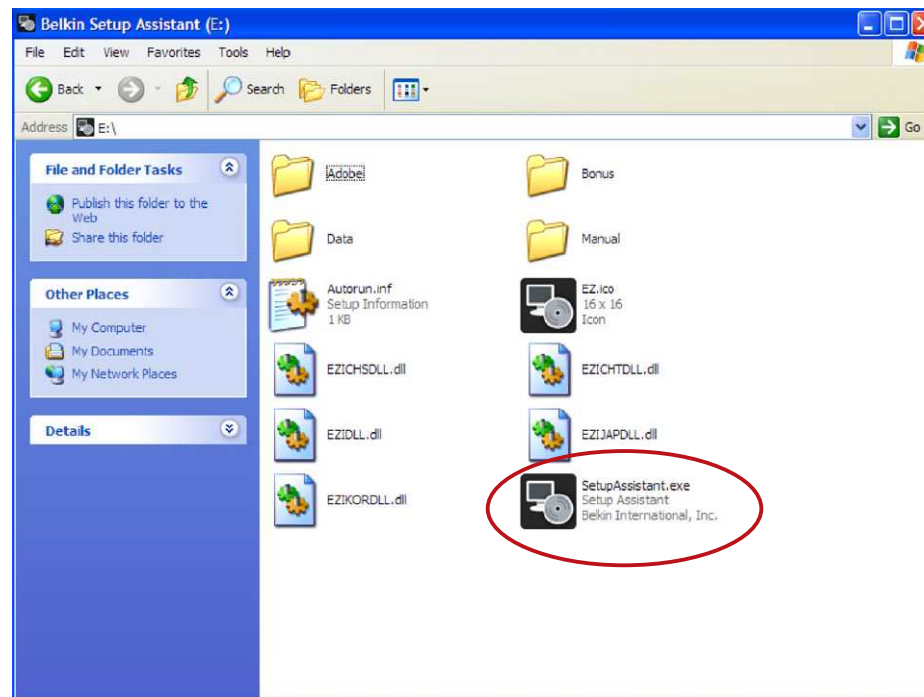 Belkin Setup Assistant (E:)
File Edit View Favorites Tools Help
Back Search Folders
Address E:\ Go
File and Folder Tasks
Publish this folder to the
Web
Share this folder
Other Places
My Computer
My Documents
My Network Places
Details
Adobe
Bonus
Data
Manual
Autorun.inf
Setup Information
1 KB
EZ.ico
16 x 16
Icon
EZICHSDLL.dll
EZICHTDLL.dll
EZIDLL.dll
EZIJAPDLL.dll
EZIKORDLL.dll
SetupAssistant.exe
Setup Assistant
Belkin International, Inc.